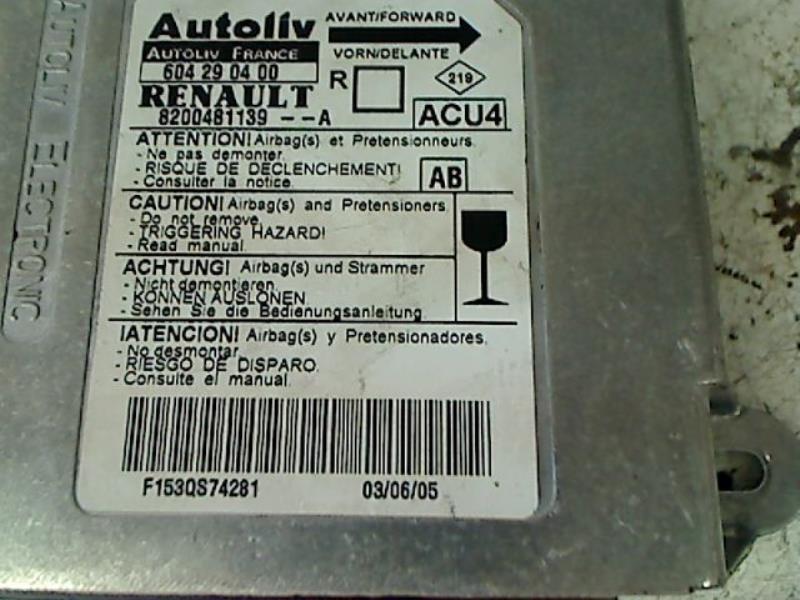 Autoliv
AVANT/FORWARD
AUTOLIV FRANCE
VORN/DELANTE
604 29 04 00
R
219
RENAULT
8200481139 --A
ACU4
ATTENTION! Airbag(s) et Pretensionneurs.
- Ne pas demonter.
- RISQUE DE DECLENCHEMENT!
- Consulter la notice.
AB
CAUTION! Airbag(s) and Pretensioners.
- Do not remove.
- TRIGGERING HAZARD!
- Read manual.
ACHTUNG! Airbag(s) und Strammer
- Nicht demontieren.
- KONNEN AUSLONEN.
- Sehen Sie die Bedienungsanleitung.
!ATENCION! Airbag(s) y Pretensionadores.
- No desmontar.
- RIESGO DE DISPARO.
- Consulte el manual.
F153QS74281
03/06/05
AUTOLIV ELECTRONIC